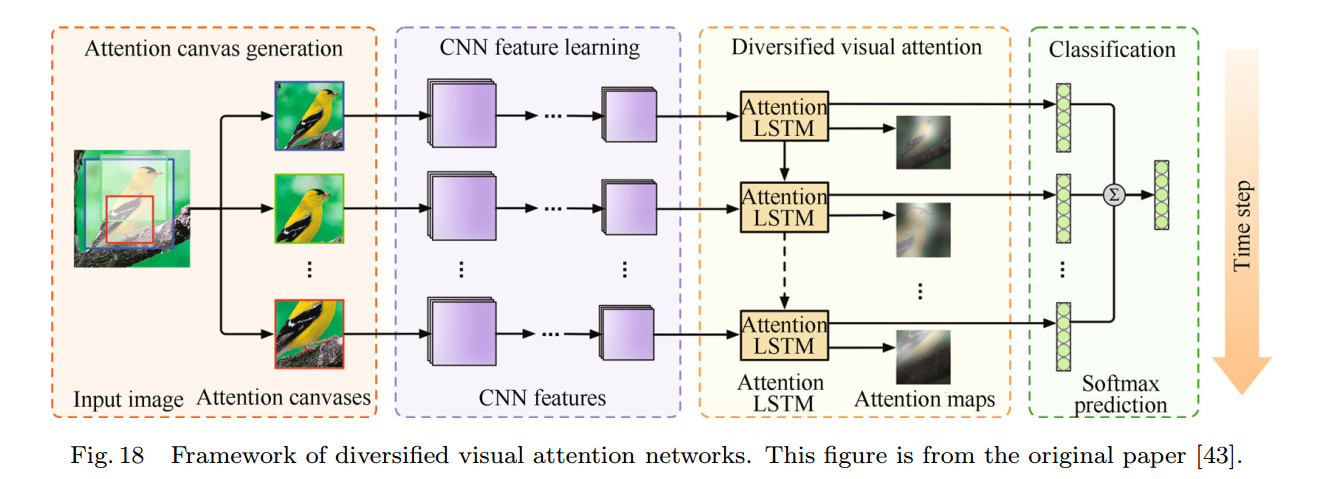 Attention canvas generation
CNN feature learning
Diversified visual attention
Classification
Attention
LSTM
Attention
LSTM
Σ
...
...
...
...
...
...
...
...
Attention
LSTM
Time step
Input image
Attention canvases
CNN features
Attention
LSTM
Attention maps
Softmax
prediction
Fig. 18 Framework of diversified visual attention networks. This figure is from the original paper [43].